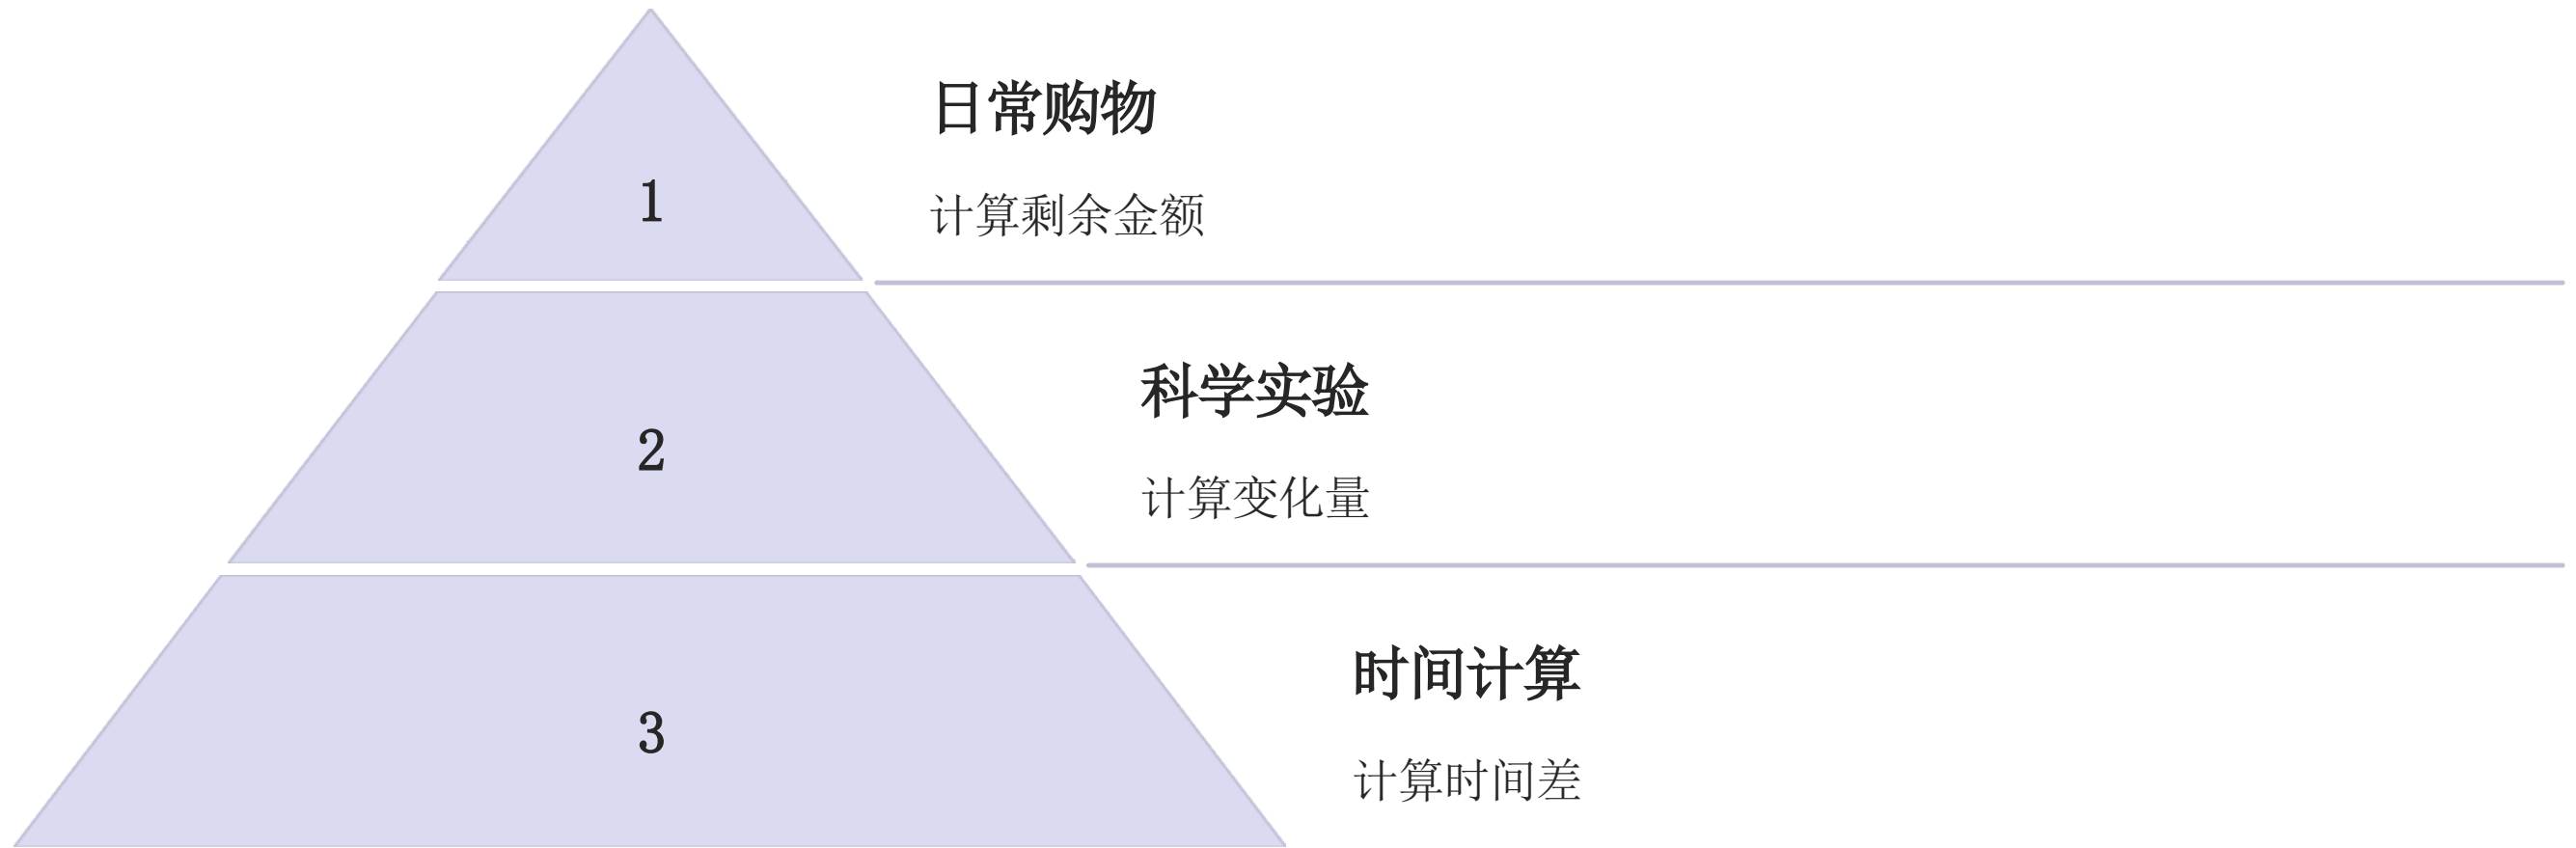 1
日常购物
计算剩余金额
2
科学实验
计算变化量
3
时间计算
计算时间差